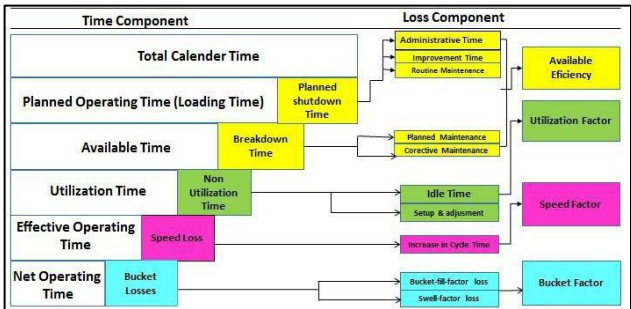 Time Component
Loss Component
Total Calender Time
Administrative Time
Improvement Time
Routine Maintenance
Available
Eficiency
Planned Operating Time (Loading Time)
Planned
shutdown
Time
Available Time
Breakdown
Time
Planned Maintenance
Corective Maintenance
Utilization Factor
Utilization Time
Non
Utilization
Time
Idle Time
Setup & adjusment
Effective Operating
Time
Speed Loss
Increase in Cycle Time
Speed Factor
Net Operating
Time
Bucket
Losses
Bucket-fill-factor loss
Swell-factor loss
Bucket Factor